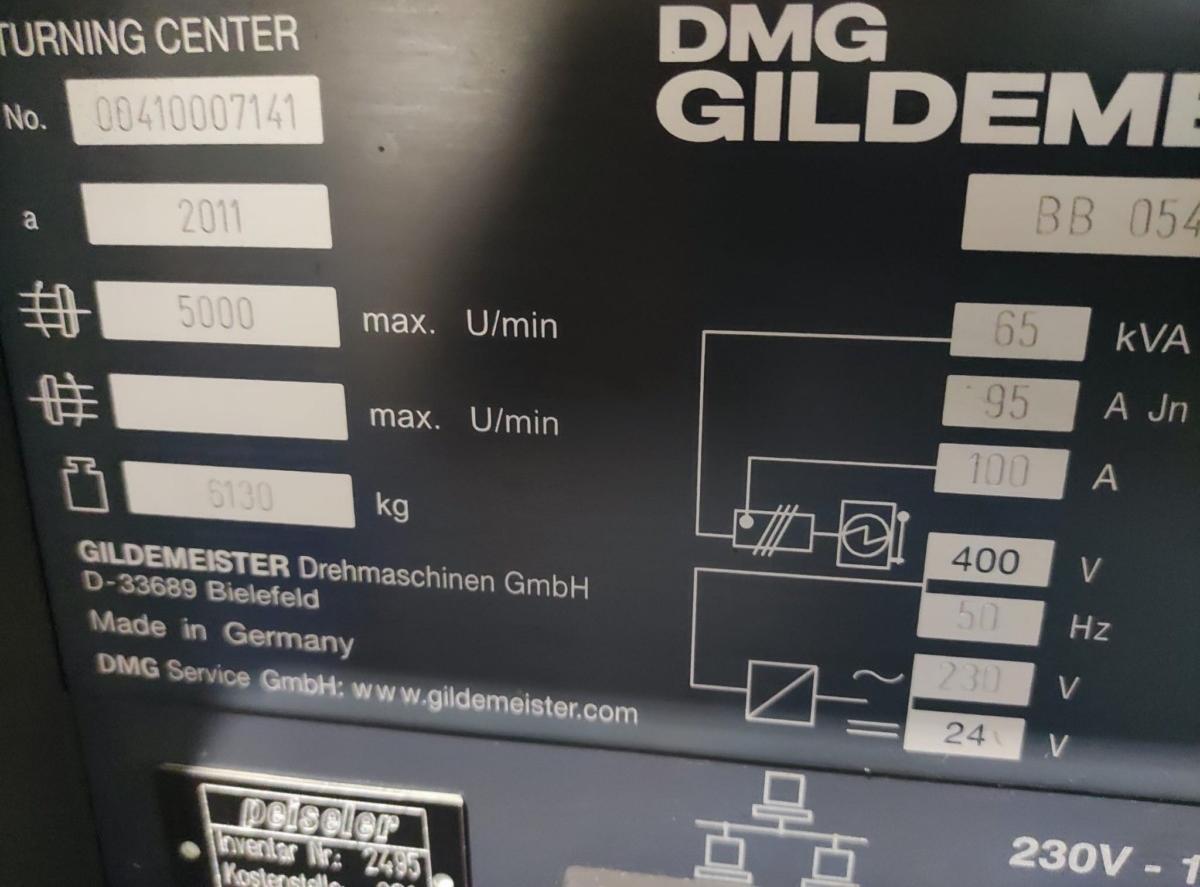 TURNING CENTER
DMG
GILDEME
No. 00410007141
a 2011
BB 054
5000 max. U/min
65 kVA
max. U/min
95 A Jn
6130 kg
100 A
GILDEMEISTER Drehmaschinen GmbH
D-33689 Bielefeld
Made in Germany
DMG Service GmbH: www.gildemeister.com
400 V
50 Hz
230 V
24 V
peiseler
Inventar Nr.: 2495
Kostenstelle
230V - 1